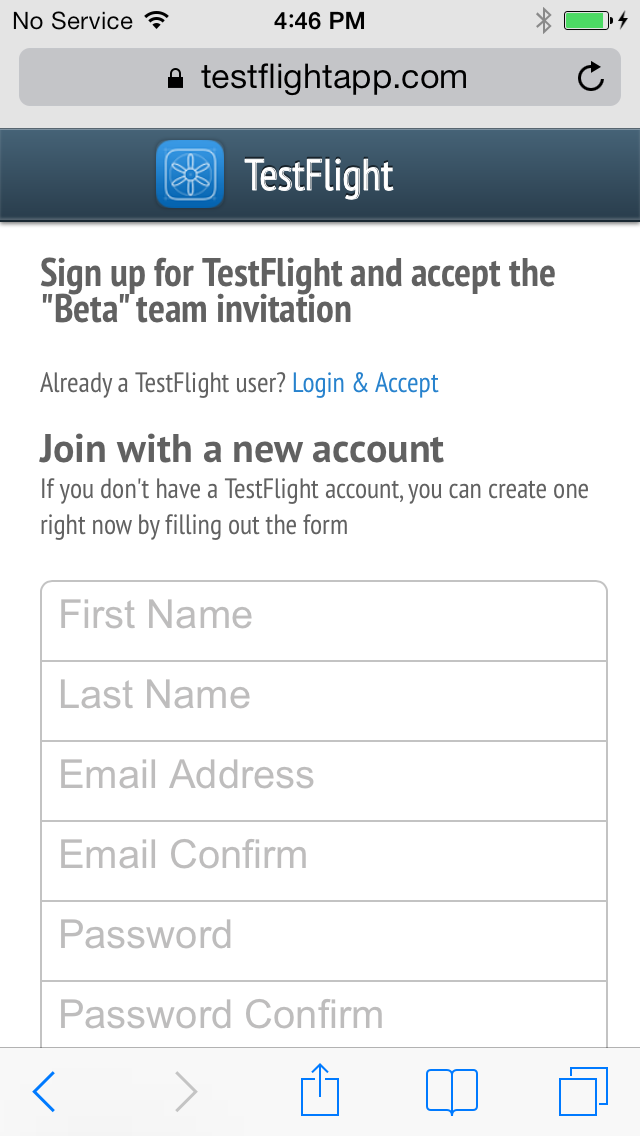 No Service 4:46 PM
testflightapp.com
TestFlight
Sign up for TestFlight and accept the
"Beta" team invitation
Already a TestFlight user? Login & Accept
Join with a new account
If you don't have a TestFlight account, you can create one
right now by filling out the form
First Name
Last Name
Email Address
Email Confirm
Password
Password Confirm